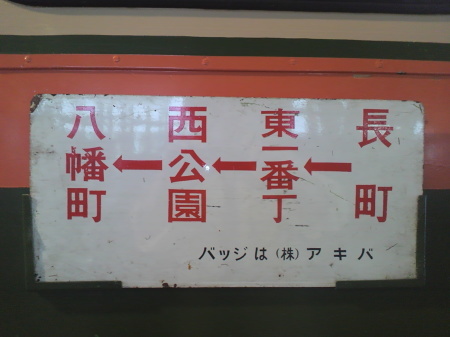 長町
←
東一番丁
←
西公園
←
八幡町
バッジは(株)アキバ